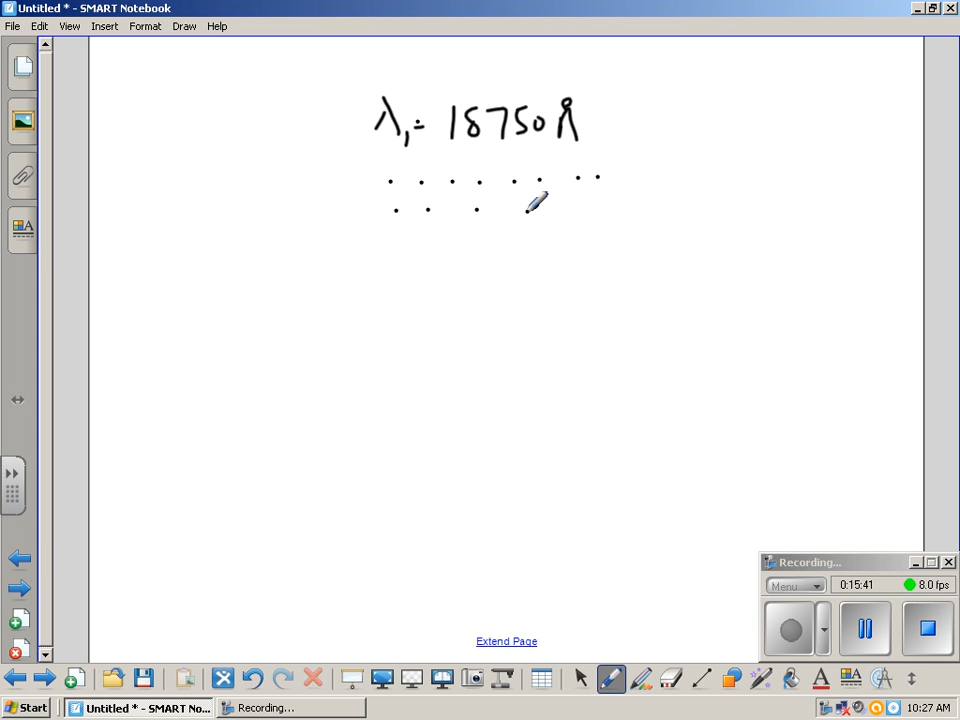 Untitled * - SMART Notebook
File Edit View Insert Format Draw Help
λ₁ = 18750 Å
Extend Page
Recording...
Menu 0:15:41 8.0 fps
A
Start Untitled * - SMART No... Recording... 10:27 AM